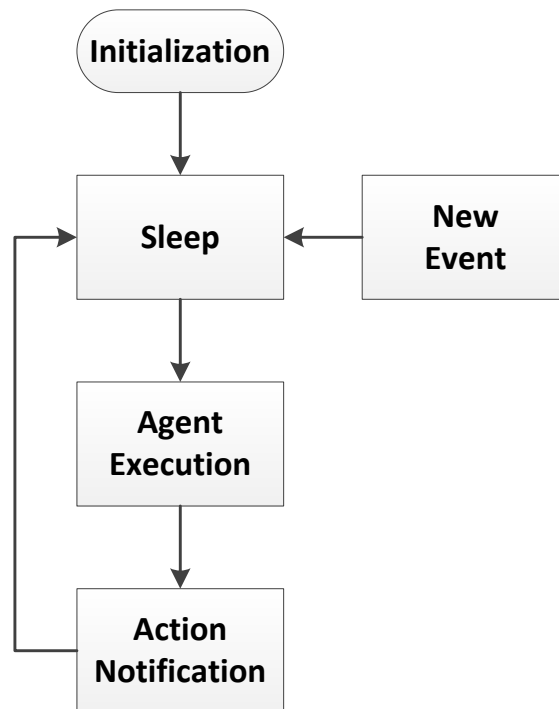 Initialization
Sleep
New
Event
Agent
Execution
Action
Notification